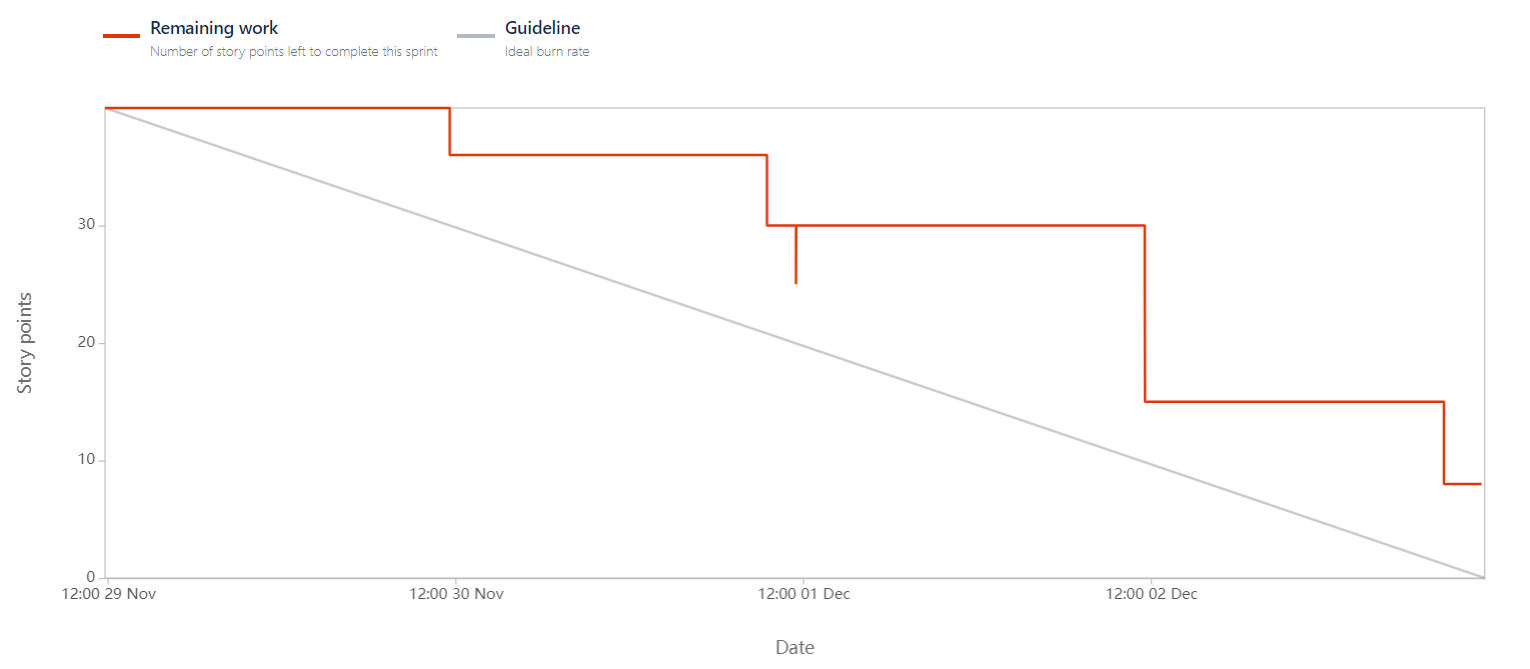 Remaining work
Number of story points left to complete this sprint
Guideline
Ideal burn rate
Story points
30
20
10
0
12:00 29 Nov
12:00 30 Nov
12:00 01 Dec
12:00 02 Dec
Date